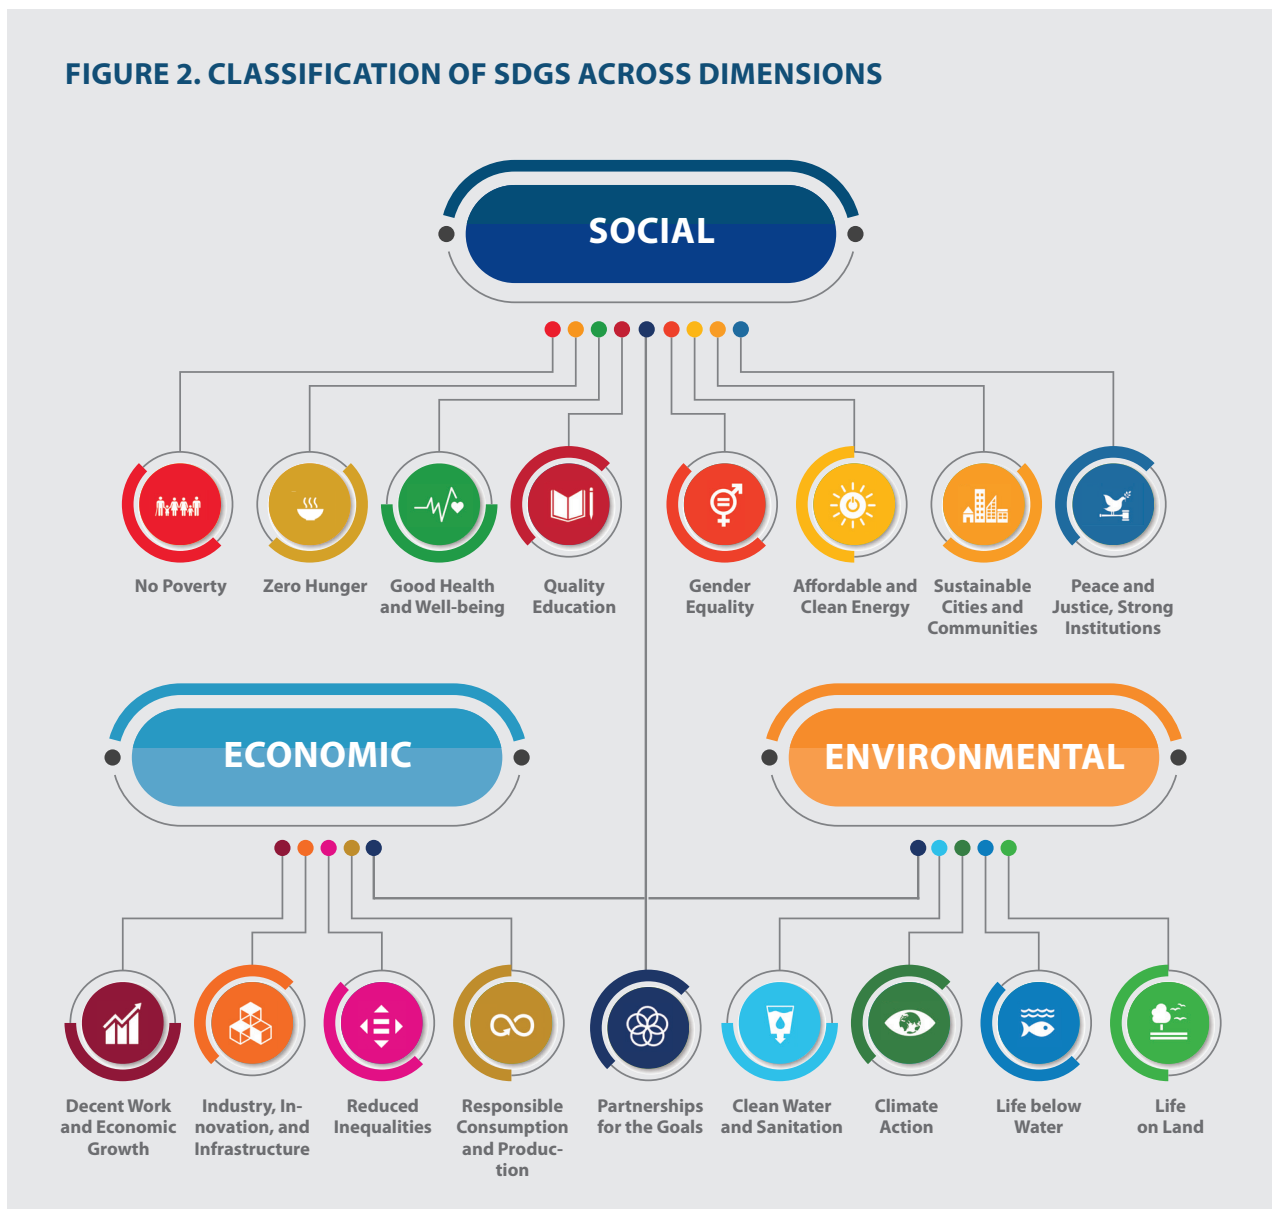 FIGURE 2. CLASSIFICATION OF SDGS ACROSS DIMENSIONS
SOCIAL
No Poverty
Zero Hunger
Good Health
and Well-being
Quality
Education
Gender
Equality
Affordable and
Clean Energy
Sustainable
Cities and
Communities
Peace and
Justice, Strong
Institutions
ECONOMIC
ENVIRONMENTAL
Decent Work
and Economic
Growth
Industry, In-
novation, and
Infrastructure
Reduced
Inequalities
Responsible
Consumption
and Produc-
tion
Partnerships
for the Goals
Clean Water
and Sanitation
Climate
Action
Life below
Water
Life
on Land